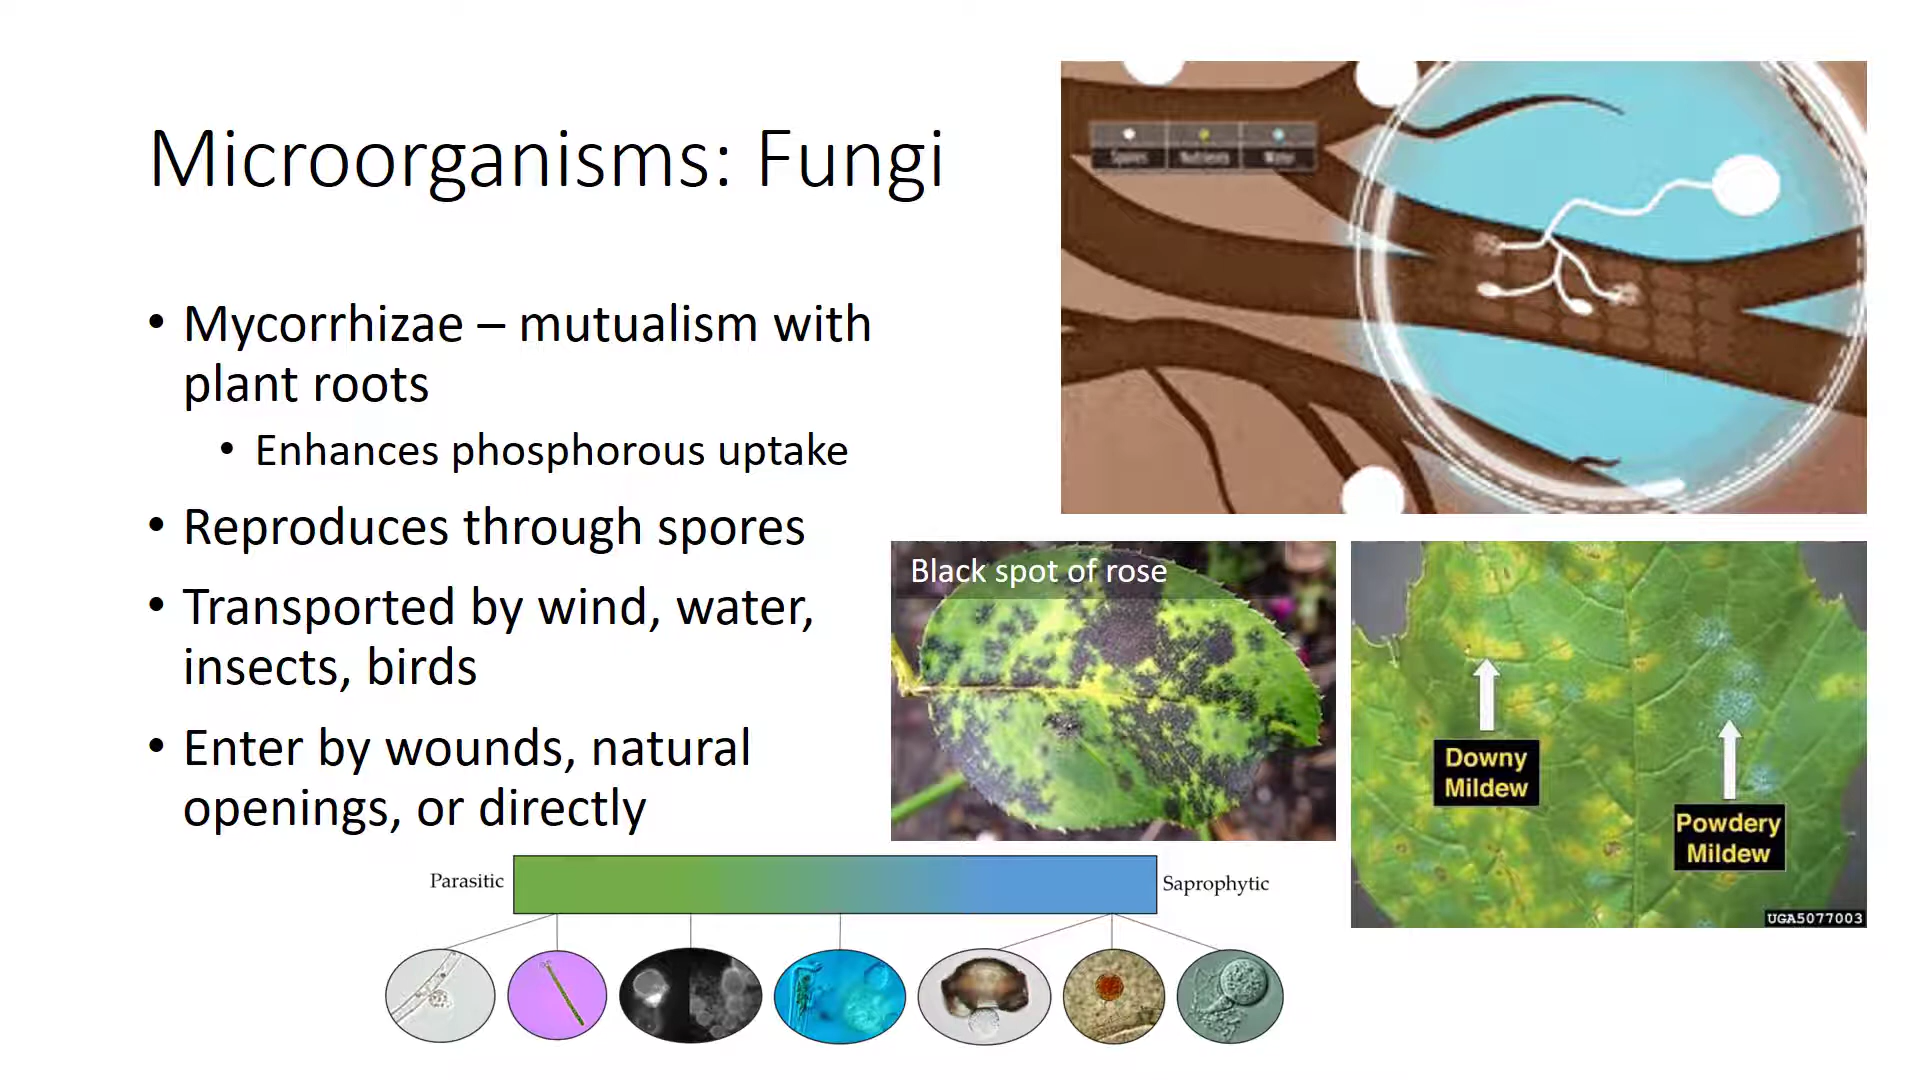 Microorganisms: Fungi
• Mycorrhizae – mutualism with
plant roots
• Enhances phosphorous uptake
• Reproduces through spores
• Transported by wind, water,
insects, birds
• Enter by wounds, natural
openings, or directly
Spores Nutrients Water
Black spot of rose
Downy
Mildew
Powdery
Mildew
UGA5077003
Parasitic
Saprophytic